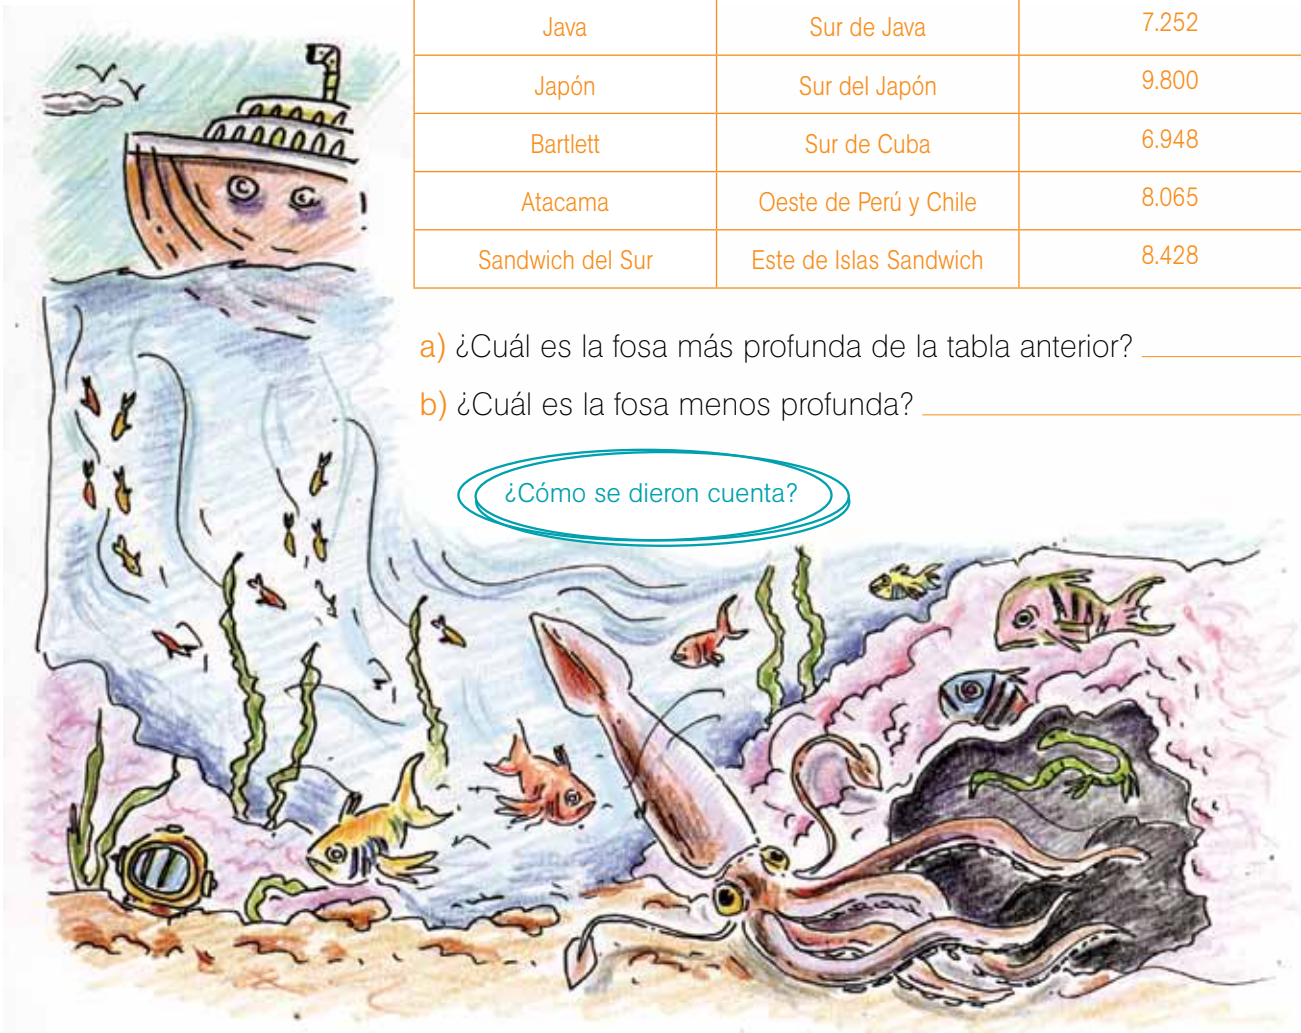 Java Sur de Java 7.252
Japón Sur del Japón 9.800
Bartlett Sur de Cuba 6.948
Atacama Oeste de Perú y Chile 8.065
Sandwich del Sur Este de Islas Sandwich 8.428
a) ¿Cuál es la fosa más profunda de la tabla anterior?
b) ¿Cuál es la fosa menos profunda?
¿Cómo se dieron cuenta?